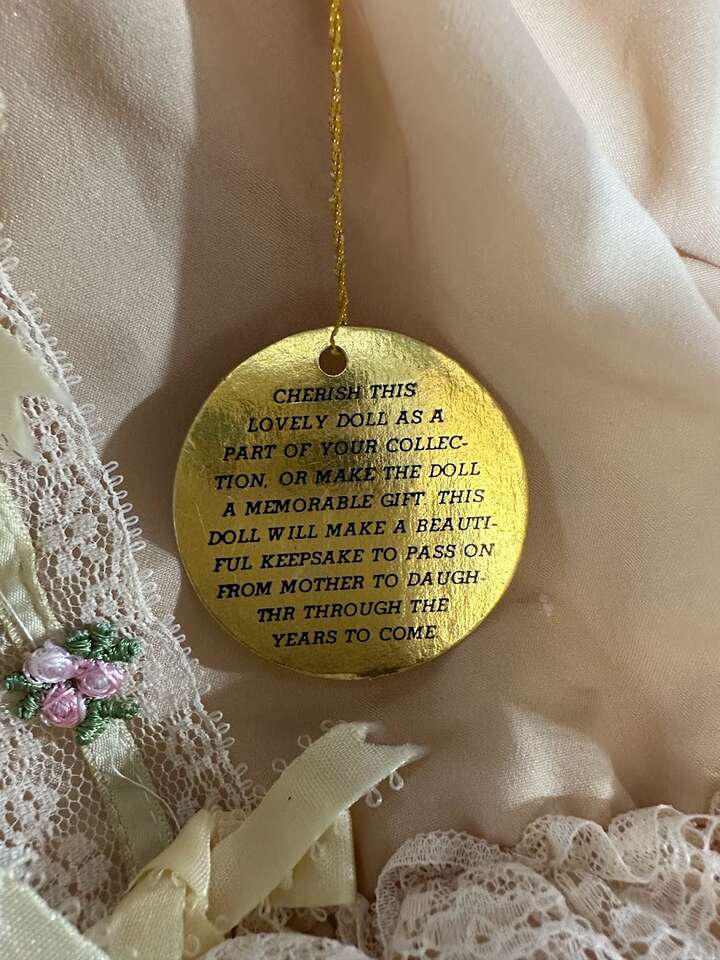 CHERISH THIS
LOVELY DOLL AS A
PART OF YOUR COLLEC-
TION, OR MAKE THE DOLL
A MEMORABLE GIFT THIS
DOLL WILL MAKE A BEAUTI-
FUL KEEPSAKE TO PASS ON
FROM MOTHER TO DAUGH-
THR THROUGH THE
YEARS TO COME